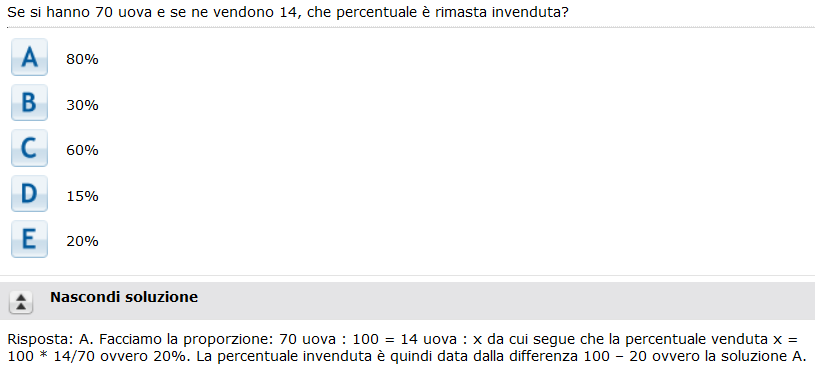 Se si hanno 70 uova e se ne vendono 14, che percentuale è rimasta invenduta?
A 80%
B 30%
C 60%
D 15%
E 20%
Nascondi soluzione
Risposta: A. Facciamo la proporzione: 70 uova : 100 = 14 uova : x da cui segue che la percentuale venduta x =
100 * 14/70 ovvero 20%. La percentuale invenduta è quindi data dalla differenza 100 – 20 ovvero la soluzione A.